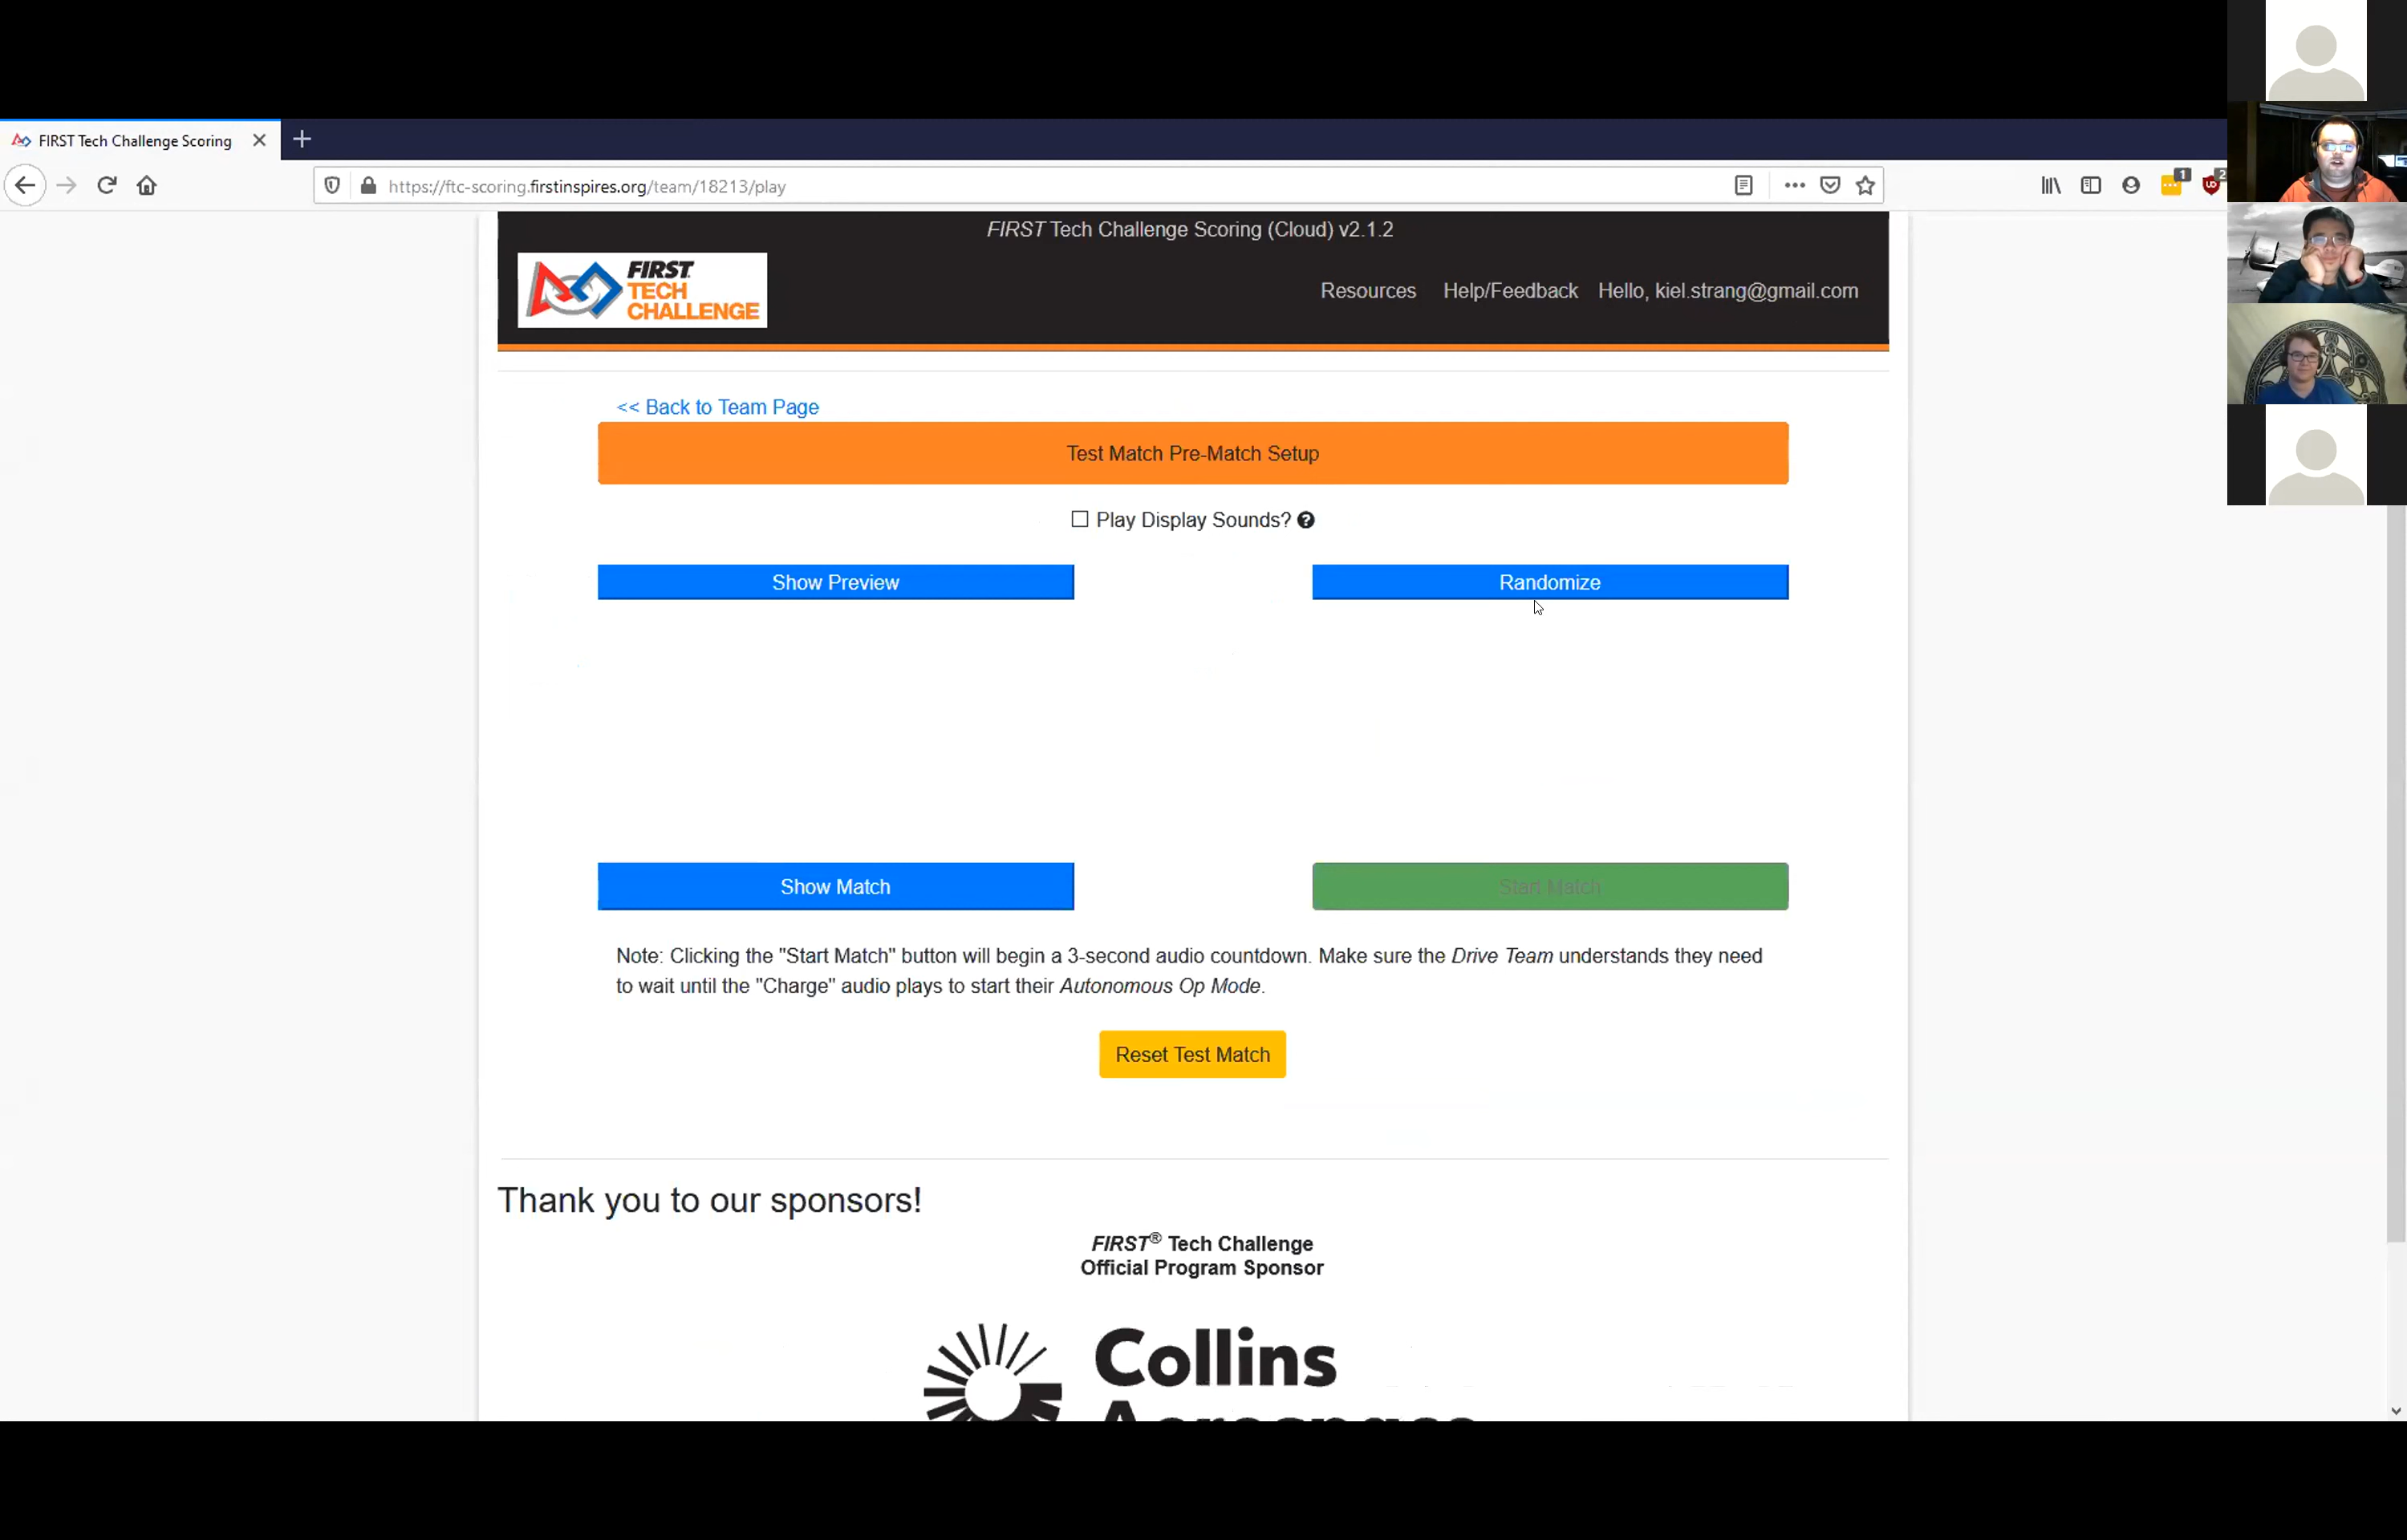 FIRST Tech Challenge Scoring
https://ftc-scoring.firstinspires.org/team/18213/play
1
2
FIRST Tech Challenge Scoring (Cloud) v2.1.2
FIRST
TECH
CHALLENGE
Resources Help/Feedback Hello, kiel.strang@gmail.com
<< Back to Team Page
Test Match Pre-Match Setup
Play Display Sounds?
Show Preview Randomize
Show Match Start Match
Note: Clicking the "Start Match" button will begin a 3-second audio countdown. Make sure the Drive Team understands they need
to wait until the "Charge" audio plays to start their Autonomous Op Mode.
Reset Test Match
Thank you to our sponsors!
FIRST® Tech Challenge
Official Program Sponsor
Collins